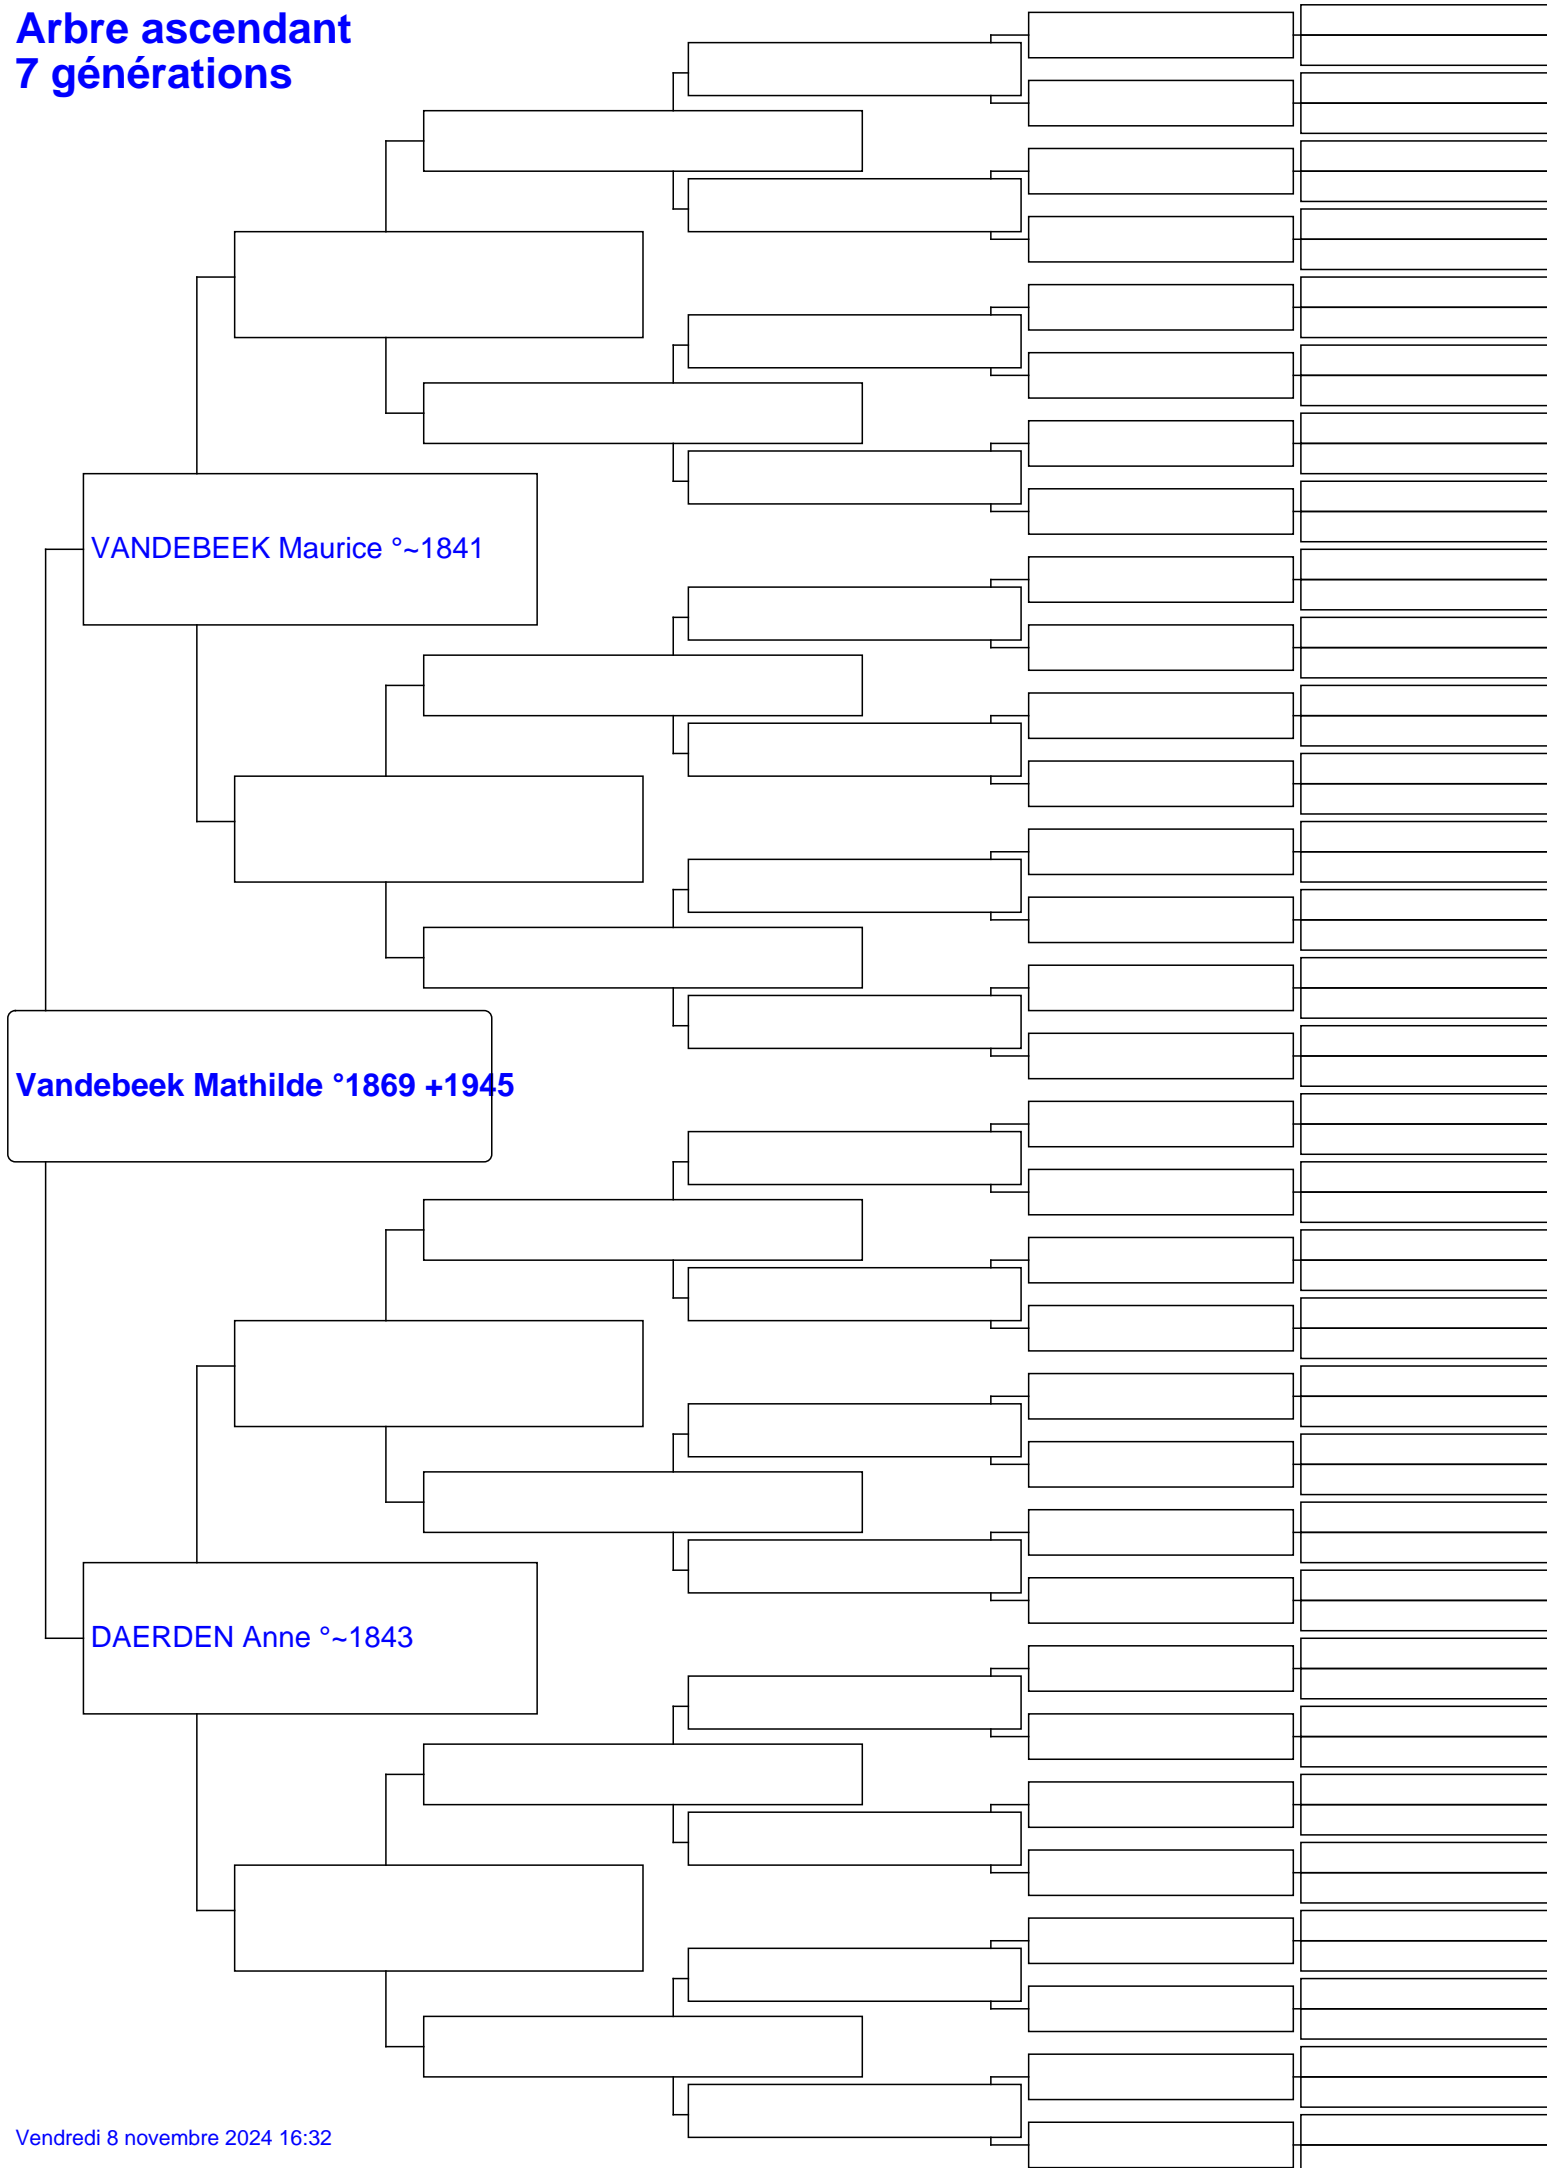 Arbre ascendant
7 générations
VANDEBEEK Maurice °~1841
Vandebeek Mathilde °1869 +1945
DAERDEN Anne °~1843
Vendredi 8 novembre 2024 16:32